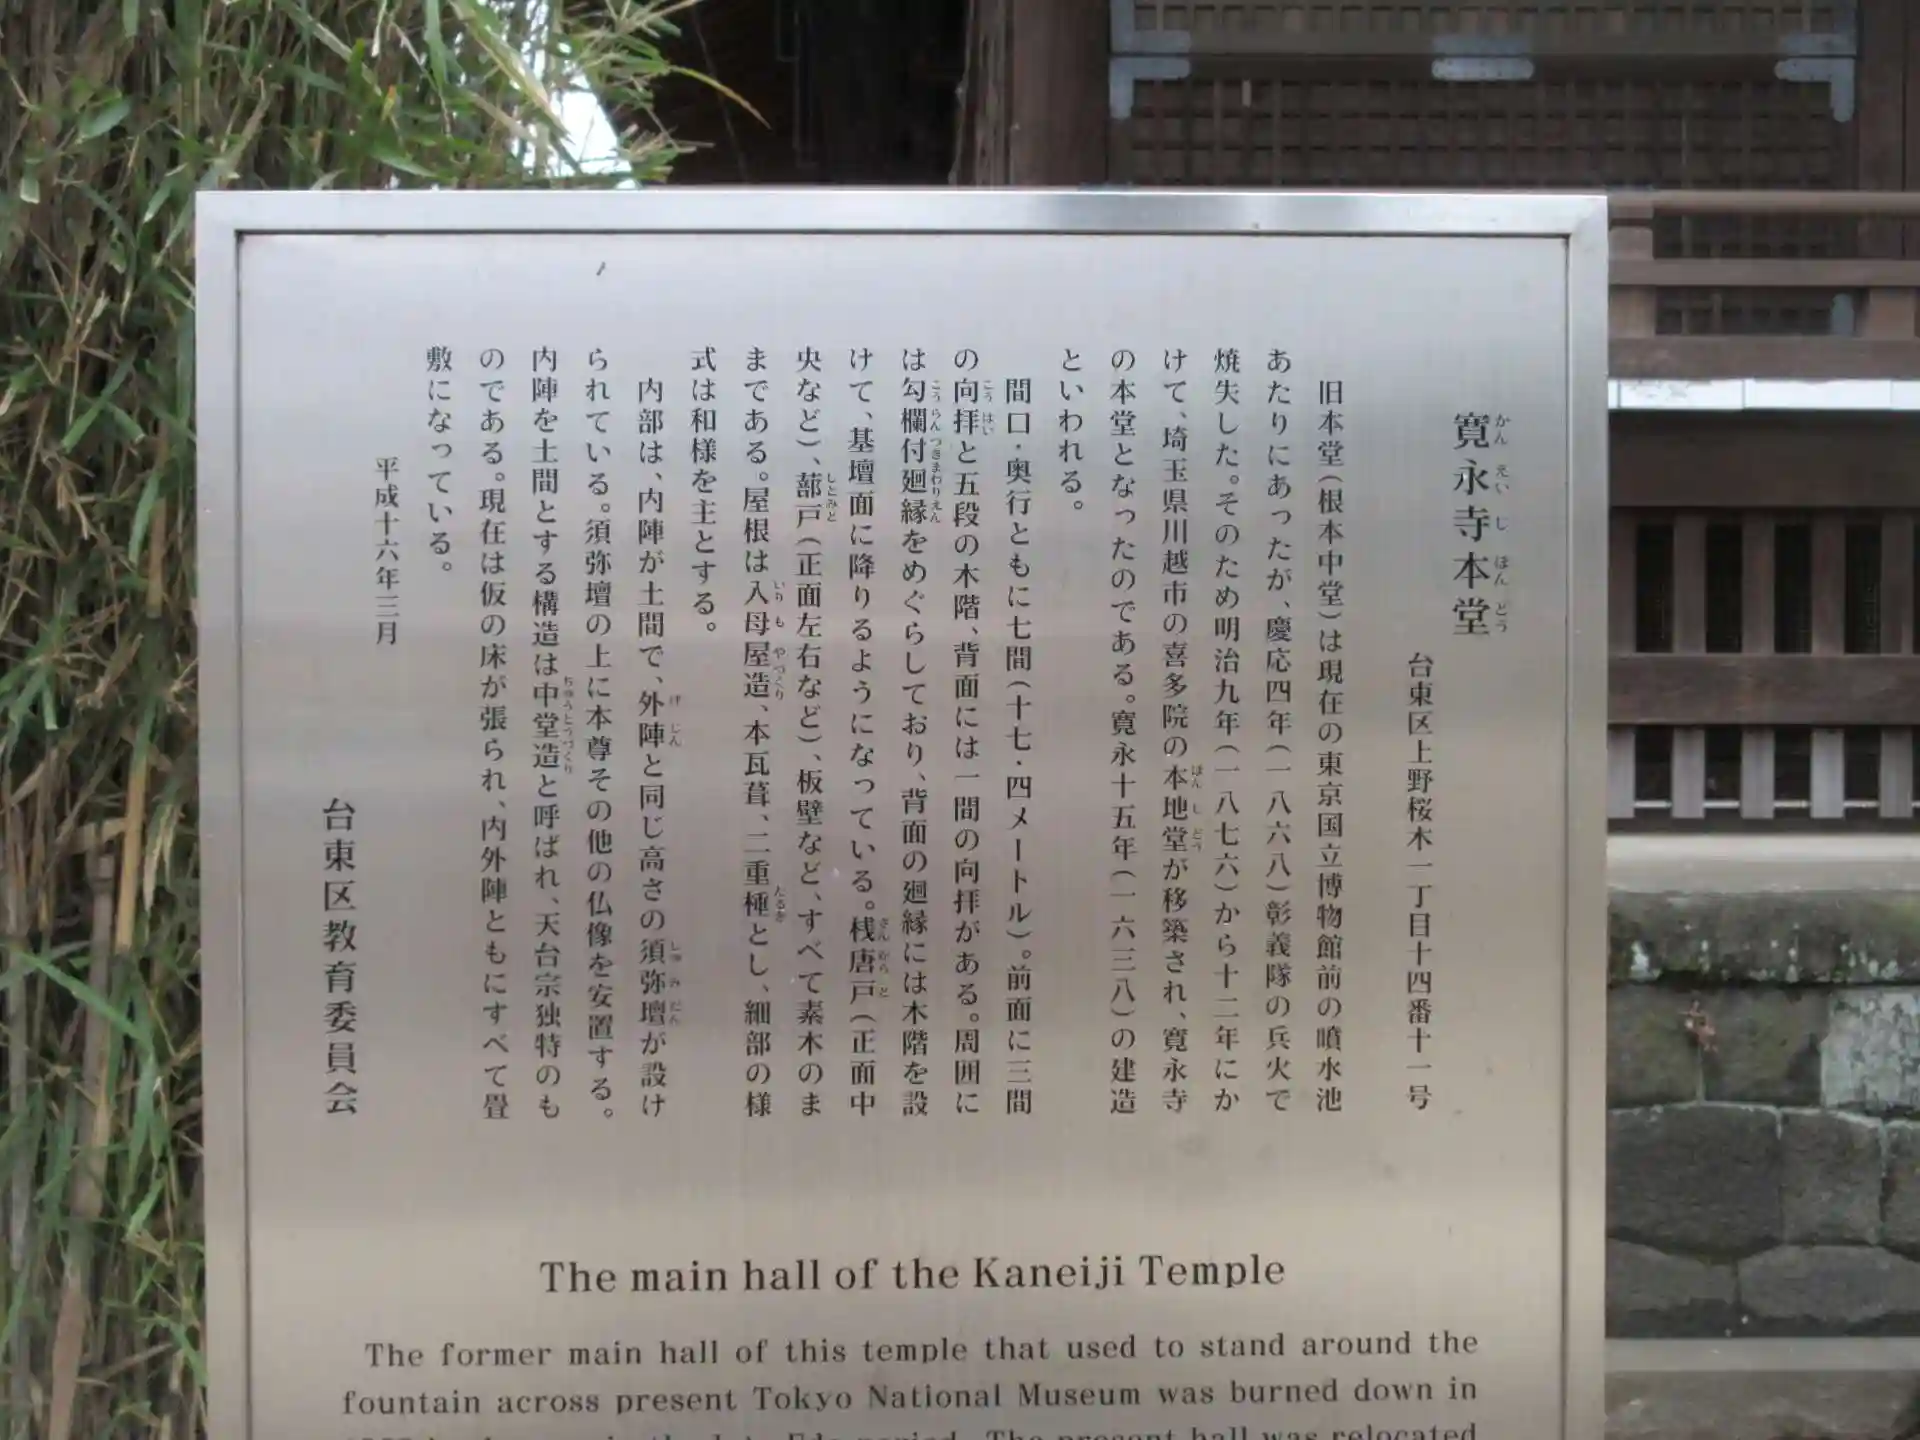 寛永寺本堂
台東区上野桜木一丁目十四番十一号
旧本堂(根本中堂)は現在の東京国立博物館前の噴水池
あたりにあったが、慶応四年(一八六八)彰義隊の兵火で
焼失した。そのため明治九年(一八七六)から十二年にか
けて、埼玉県川越市の喜多院の本地堂が移築され、寛永寺
の本堂となったのである。寛永十五年(一六三八)の建造
といわれる。
間口・奥行ともに七間(十七・四メートル)。前面に三間
の向拝と五段の木階、背面には一間の向拝がある。周囲に
は勾欄付廻縁をめぐらしており、背面の廻縁には木階を設
けて、基壇面に降りるようになっている。桟唐戸(正面中
央など)、蔀戸(正面左右など)、板壁など、すべて素木のま
まである。屋根は入母屋造、本瓦葺、二重棰とし、細部の様
式は和様を主とする。
内部は、内陣が土間で、外陣と同じ高さの須弥壇が設け
られている。須弥壇の上に本尊その他の仏像を安置する。
内陣を土間とする構造は中堂造と呼ばれ、天台宗独特のも
のである。現在は仮の床が張られ、内外陣ともにすべて畳
敷になっている。
平成十六年三月
台東区教育委員会
The main hall of the Kaneiji Temple
The former main hall of this temple that used to stand around the
fountain across present Tokyo National Museum was burned down in
The present hall was relocated